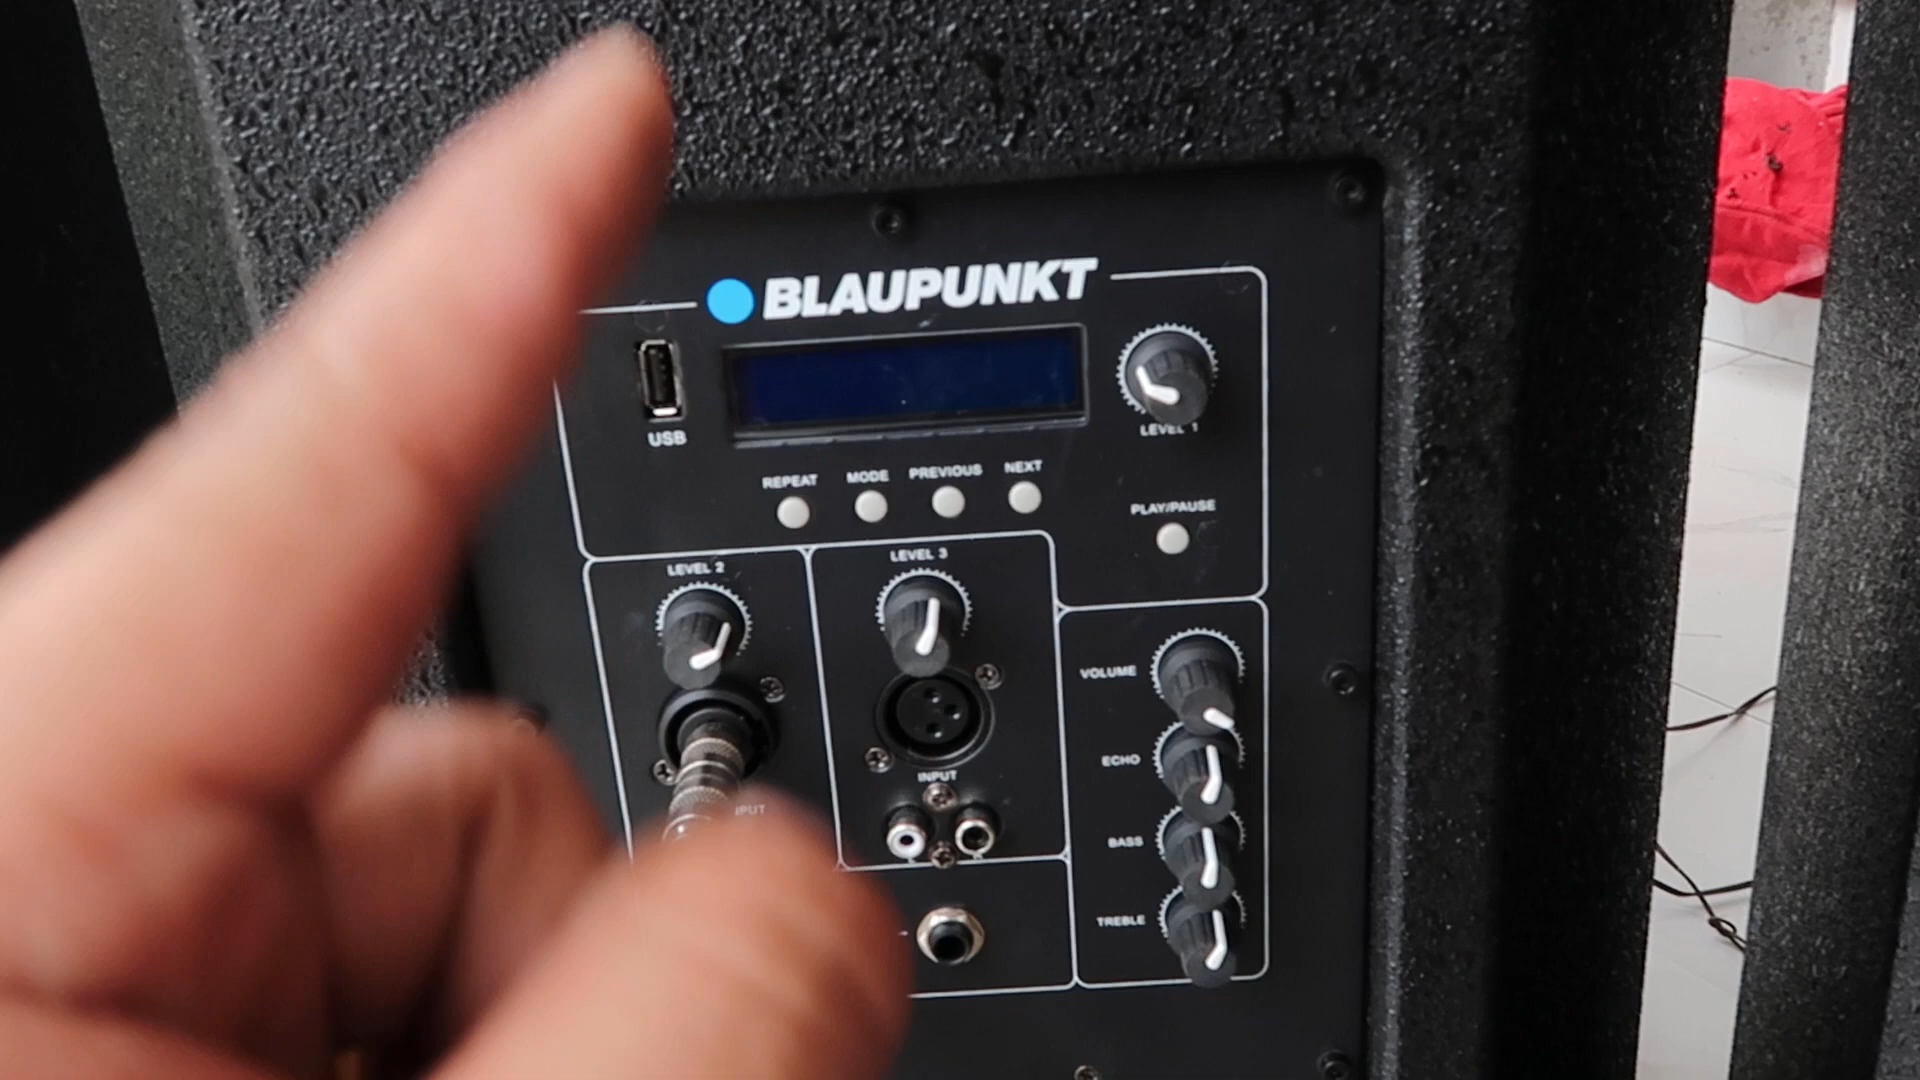 BLAUPUNKT
USB
LEVEL 1
REPEAT
MODE
PREVIOUS
NEXT
PLAY/PAUSE
LEVEL 2
LEVEL 3
VOLUME
ECHO
INPUT
BASS
TREBLE